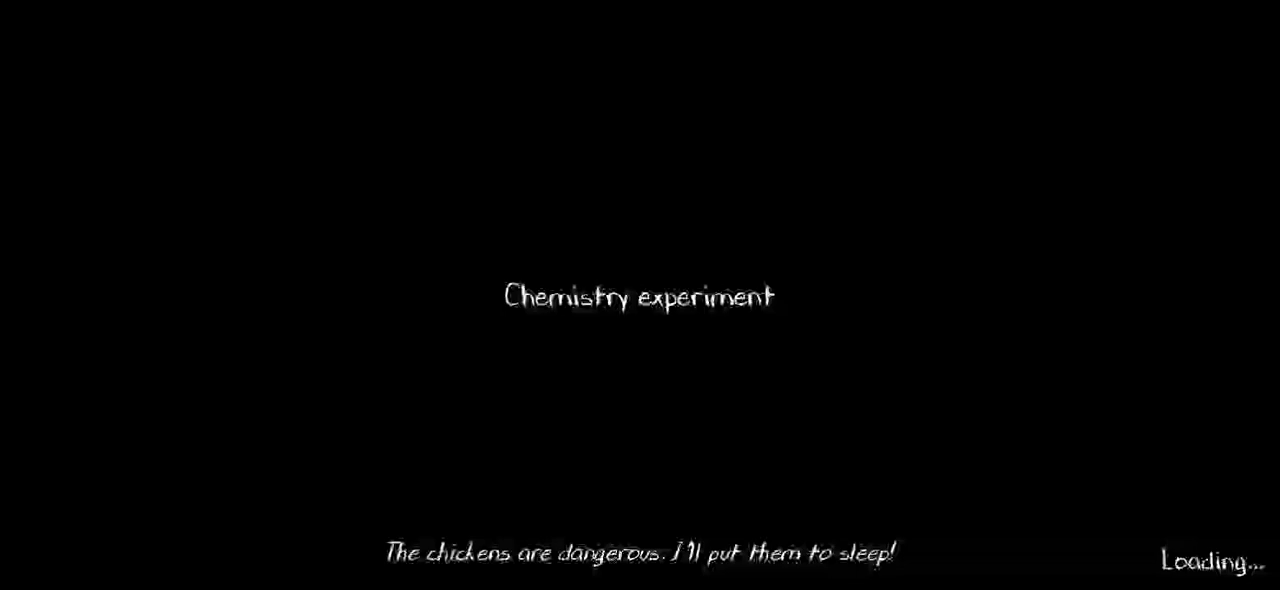 Chemistry experiment
The chickens are dangerous. I'll put them to sleep!
Loading...